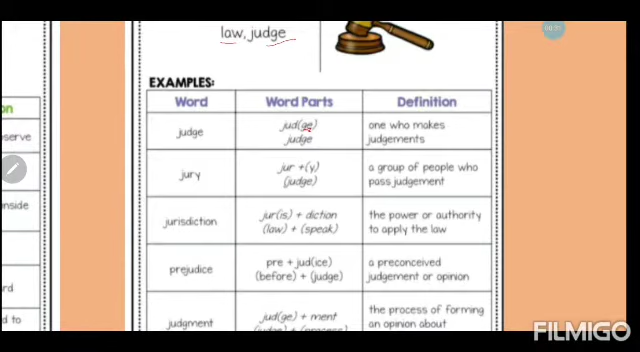 law, judge
EXAMPLES:
Word Word Parts Definition
judge
jud(ge)
judge
one who makes
judgements
jury
jur +(y)
(judge)
a group of people who
pass judgement
jurisdiction
jur(is) + diction
(law) + (speak)
the power or authority
to apply the law
prejudice
pre + jud(ice)
(before) + (judge)
a preconceived
judgement or opinion
judgment
jud(ge) + ment
(judge) + (process)
the process of forming
an opinion about
on
serve
inside
rd
d to
FILMIGO